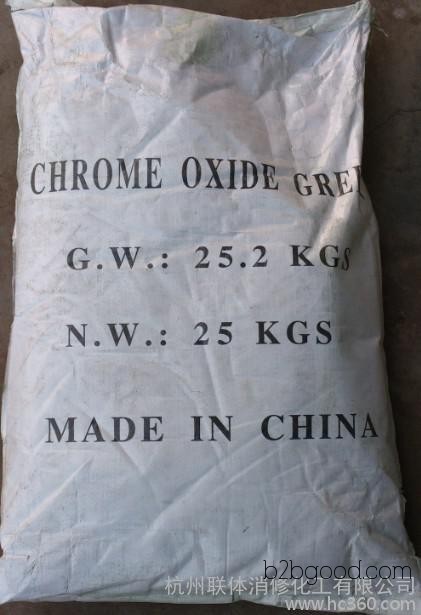 CHROME OXIDE GREE
G.W.: 25.2 KGS
N.W.: 25 KGS
MADE IN CHINA
b2bgood.com
杭州联体消修化工有限公司
www.hc360.com